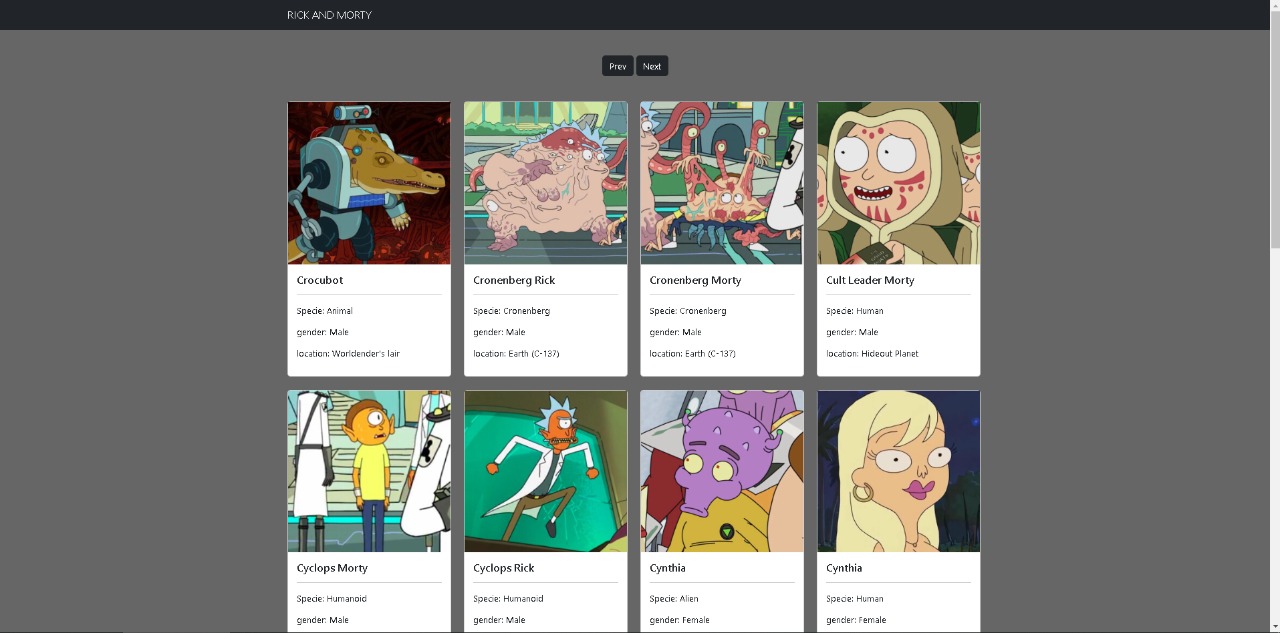 RICK AND MORTY
Prev Next
Crocubot
Specie: Animal
gender: Male
location: Worldender's lair
Cronenberg Rick
Specie: Cronenberg
gender: Male
location: Earth (C-137)
Cronenberg Morty
Specie: Cronenberg
gender: Male
location: Earth (C-137)
Cult Leader Morty
Specie: Human
gender: Male
location: Hideout Planet
Cyclops Morty
Specie: Humanoid
gender: Male
Cyclops Rick
Specie: Humanoid
gender: Male
Cynthia
Specie: Alien
gender: Female
Cynthia
Specie: Human
gender: Female